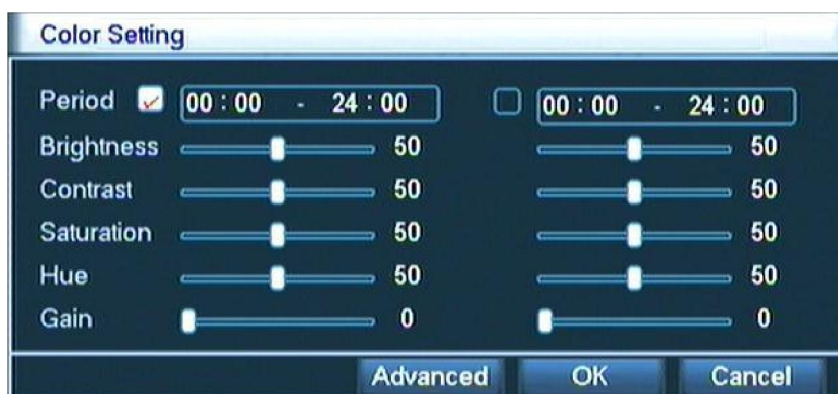 Color Setting
Period 00 : 00 - 24 : 00 00 : 00 - 24 : 00
Brightness 50 50
Contrast 50 50
Saturation 50 50
Hue 50 50
Gain 0 0
Advanced OK Cancel